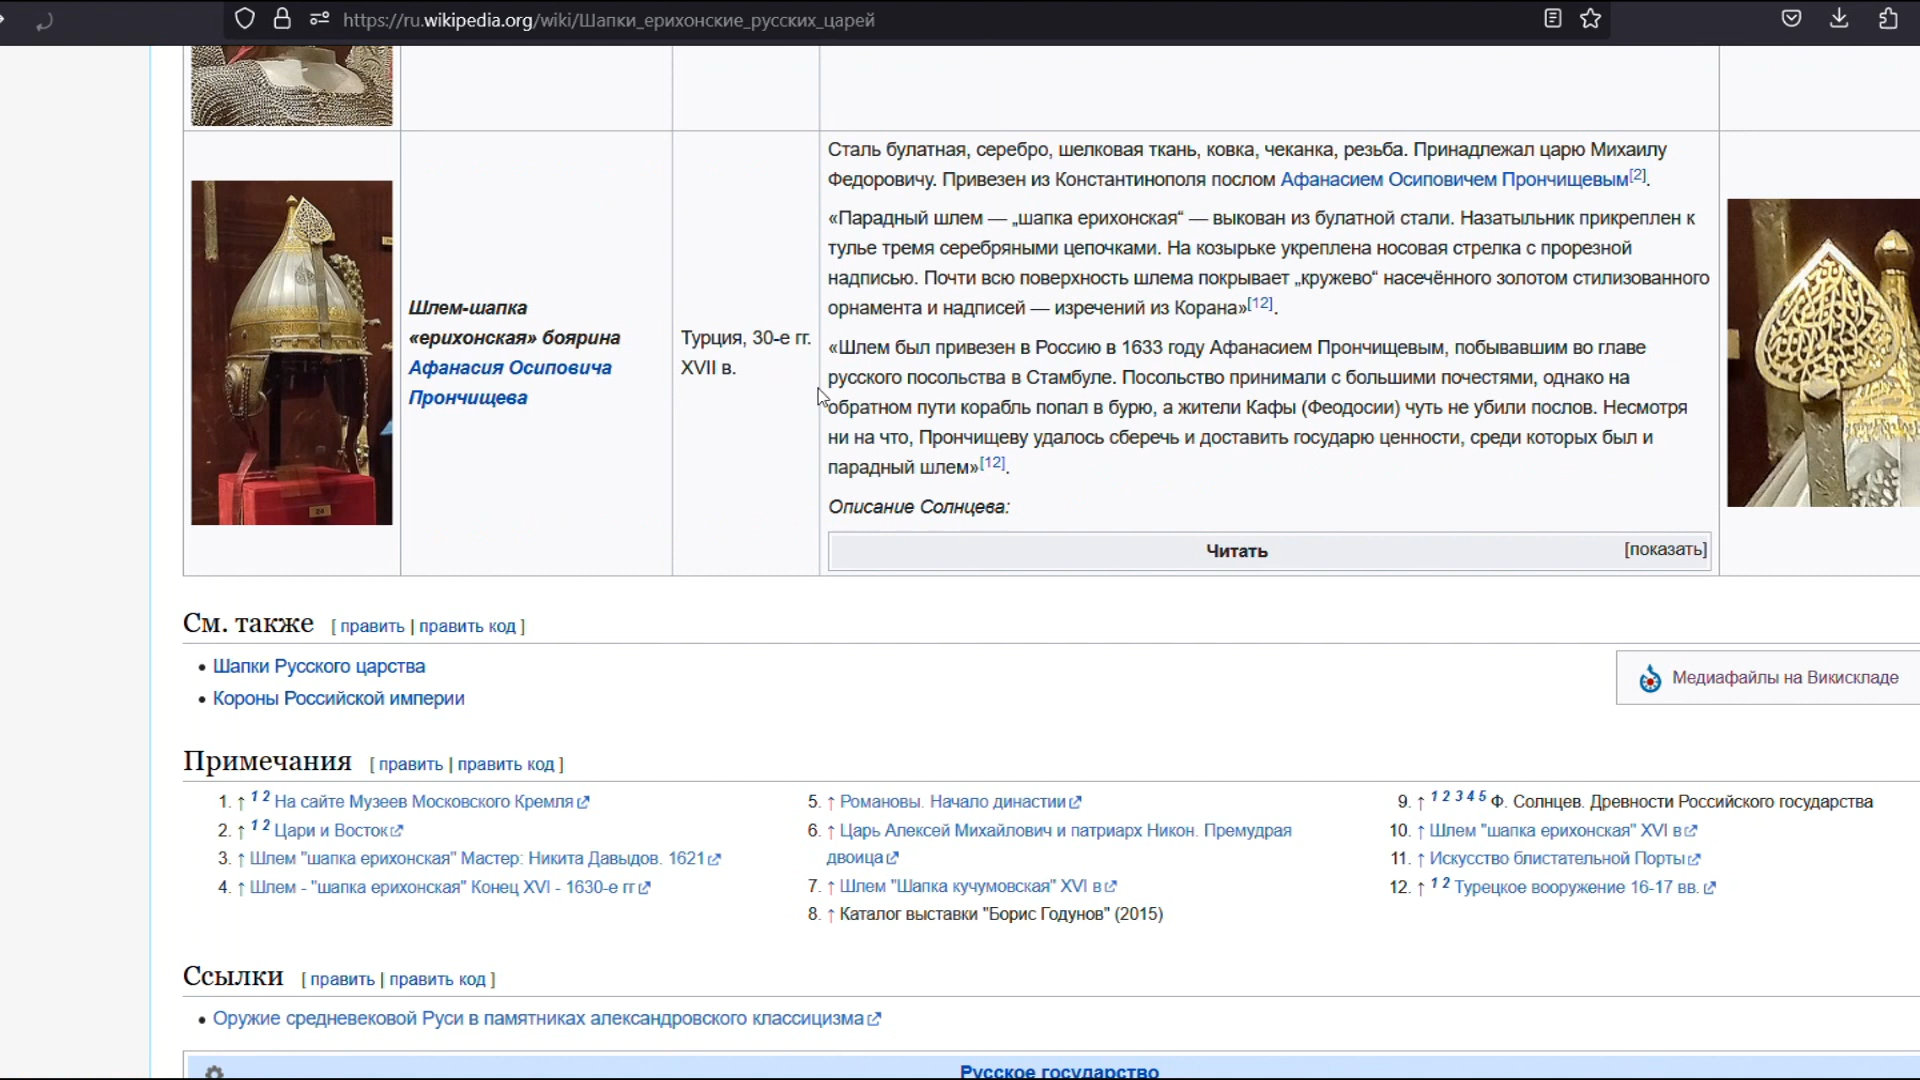 https://ru.wikipedia.org/wiki/Шапки_ерихонские_русских_царей
Сталь булатная, серебро, шелковая ткань, ковка, чеканка, резьба. Принадлежал царю Михаилу
Федоровичу. Привезен из Константинополя послом Афанасием Осиповичем Прончищевым[2].
«Парадный шлем — „шапка ерихонская“ — выкован из булатной стали. Назатыльник прикреплен к
тулье тремя серебряными цепочками. На козырьке укреплена носовая стрелка с прорезной
надписью. Почти всю поверхность шлема покрывает „кружево“ насечённого золотом стилизованного
орнамента и надписей — изречений из Корана»[12].
Шлем-шапка
«ерихонская» боярина
Афанасия Осиповича
Прончищева
Турция, 30-е гг.
XVII в.
«Шлем был привезен в Россию в 1633 году Афанасием Прончищевым, побывавшим во главе
русского посольства в Стамбуле. Посольство принимали с большими почестями, однако на
обратном пути корабль попал в бурю, а жители Кафы (Феодосии) чуть не убили послов. Несмотря
ни на что, Прончищеву удалось сберечь и доставить государю ценности, среди которых был и
парадный шлем»[12].
Описание Солнцева:
Читать [показать]
24
См. также [ править | править код ]
• Шапки Русского царства
• Короны Российской империи
Медиафайлы на Викискладе
Примечания [ править | править код ]
1. ↑ 1 2 На сайте Музеев Московского Кремля
2. ↑ 1 2 Цари и Восток
3. ↑ Шлем "шапка ерихонская" Мастер: Никита Давыдов. 1621
4. ↑ Шлем - "шапка ерихонская" Конец XVI - 1630-е гг
5. ↑ Романовы. Начало династии
6. ↑ Царь Алексей Михайлович и патриарх Никон. Премудрая
двоица
7. ↑ Шлем "Шапка кучумовская" XVI в
8. ↑ Каталог выставки "Борис Годунов" (2015)
9. ↑ 1 2 3 4 5 Ф. Солнцев. Древности Российского государства
10. ↑ Шлем "шапка ерихонская" XVI в
11. ↑ Искусство блистательной Порты
12. ↑ 1 2 Турецкое вооружение 16-17 вв.
Ссылки [ править | править код ]
• Оружие средневековой Руси в памятниках александровского классицизма
Русское государство